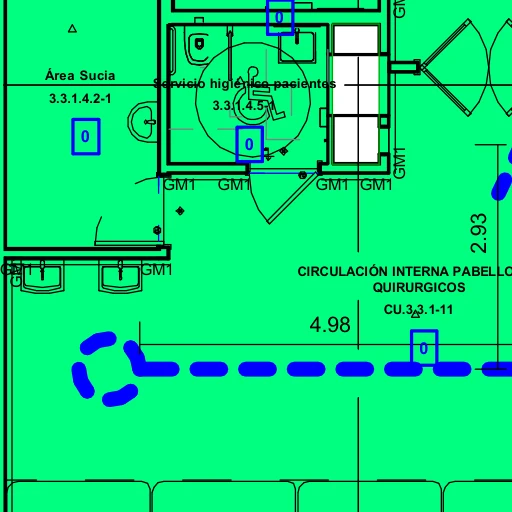 0
GM1
Área Sucia
3.3.1.4.2-1
Servicio higiénico pacientes
3.3.1.4.5-1
0
0
GM1
GM1
GM1
GM1
GM1
2.93
GM1
GM1
GM1
CIRCULACIÓN INTERNA PABELLO
QUIRURGICOS
CU.3.3.1-11
4.98
0